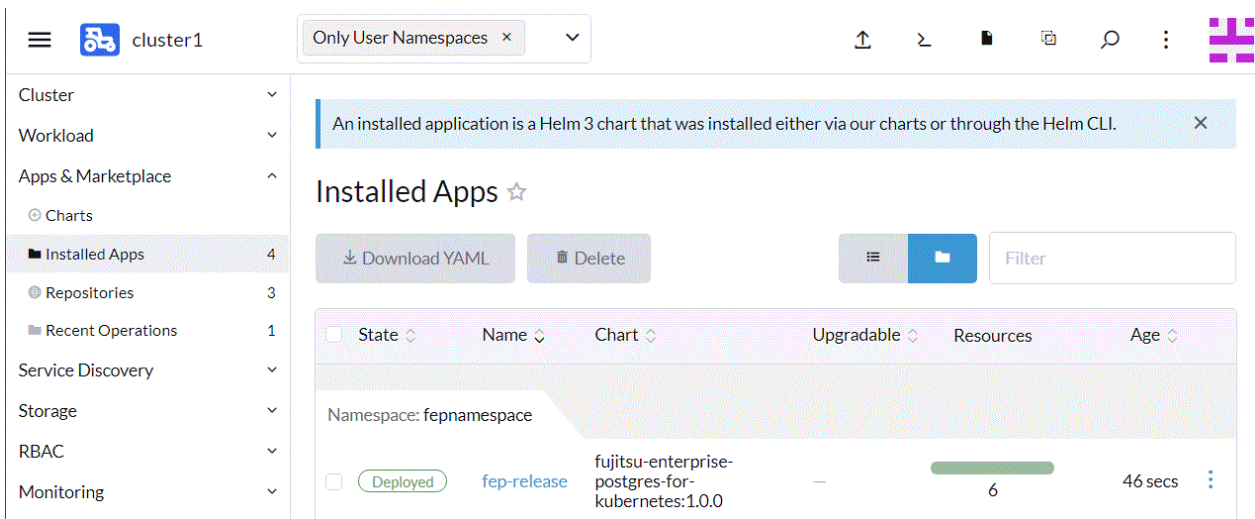 cluster1
Only User Namespaces ×
Cluster
Workload
Apps & Marketplace
Charts
Installed Apps 4
Repositories 3
Recent Operations 1
Service Discovery
Storage
RBAC
Monitoring
An installed application is a Helm 3 chart that was installed either via our charts or through the Helm CLI.
Installed Apps
Download YAML Delete Filter
State Name Chart Upgradable Resources Age
Namespace: fepnamespace
Deployed fep-release fujitsu-enterprise-
postgres-for-
kubernetes:1.0.0 — 6 46 secs